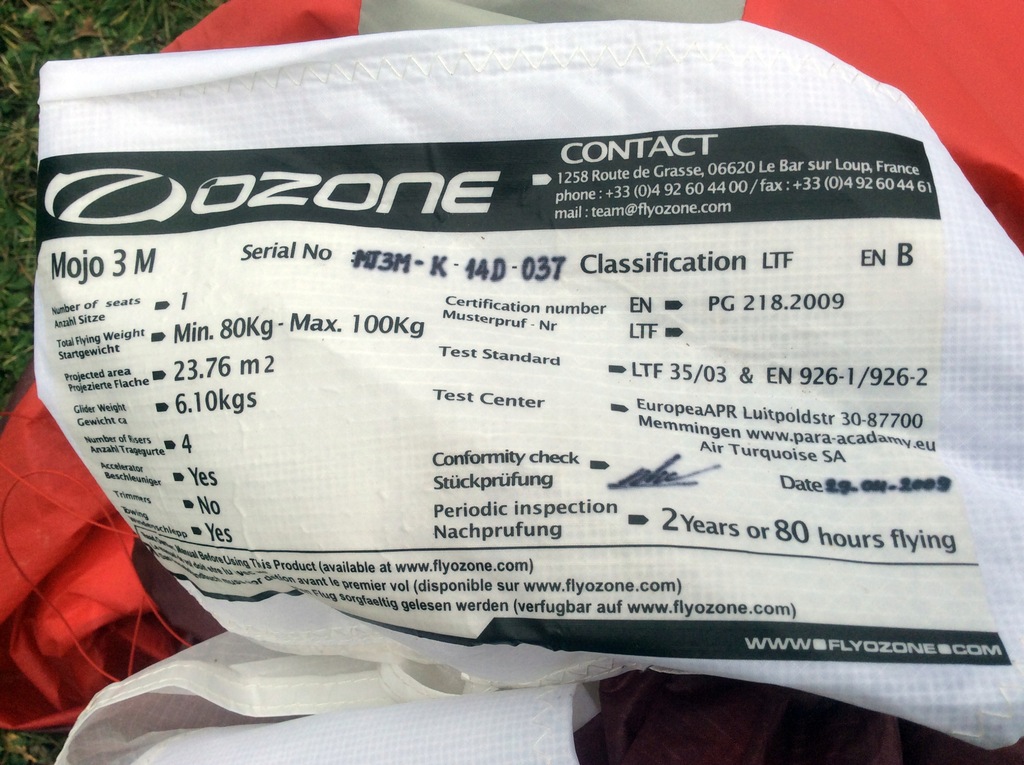 OZONE
CONTACT
1258 Route de Grasse, 06620 Le Bar sur Loup, France
phone : +33 (0)4 92 60 44 00 / fax : +33 (0)4 92 60 44 61
mail : team@flyozone.com
Mojo 3 M
Serial No MJ3M - K - 14D - 037
Classification LTF EN B
Number of seats 1
Anzahl Sitze
Total Flying Weight Min. 80Kg - Max. 100Kg
Startgewicht
Projected area 23.76 m2
Projezierte Flache
Glider Weight 6.10kgs
Gewicht ca
Number of Risers 4
Anzahl Tragegurte
Accelerator Yes
Beschleuniger
Trimmers No
Towing Yes
Windenschlepp
Certification number EN PG 218.2009
Musterpruf - Nr LTF
Test Standard LTF 35/03 & EN 926-1/926-2
Test Center EuropeaAPR Luitpoldstr 30-87700
Memmingen www.para-acadamy.eu
Air Turquoise SA
Conformity check
Stückprüfung
Date 29-04-2009
Periodic inspection 2 Years or 80 hours flying
Nachprufung
Manual Before Using This Product (available at www.flyozone.com)
avant le premier vol (disponible sur www.flyozone.com)
Flug sorgfaeltig gelesen werden (verfugbar auf www.flyozone.com)
WWW.FLYOZONE.COM